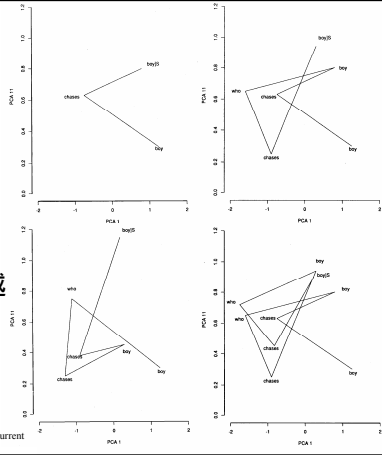 1.2
1.0
0.8
0.6
0.4
0.2
0.0
PCA 11
boy]S
chases
boy
-2 -1 0 1 2
PCA 1
1.2
1.0
0.8
0.6
0.4
0.2
0.0
PCA 11
boy]S
boy
who
chases
boy
chases
-2 -1 0 1 2
PCA 1
1.2
1.0
0.8
0.6
0.4
0.2
0.0
PCA 11
boy]S
who
chases
boy
boy
chases
-2 -1 0 1 2
PCA 1
1.2
1.0
0.8
0.6
0.4
0.2
0.0
PCA 11
boy
boy]S
boy
who
who
chases
chases
boy
chases
-2 -1 0 1 2
PCA 1
urrent